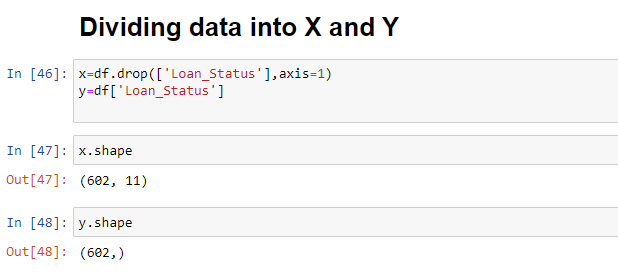 Dividing data into X and Y
In [46]: x=df.drop(['Loan_Status'],axis=1)
y=df['Loan_Status']
In [47]: x.shape
Out[47]: (602, 11)
In [48]: y.shape
Out[48]: (602,)